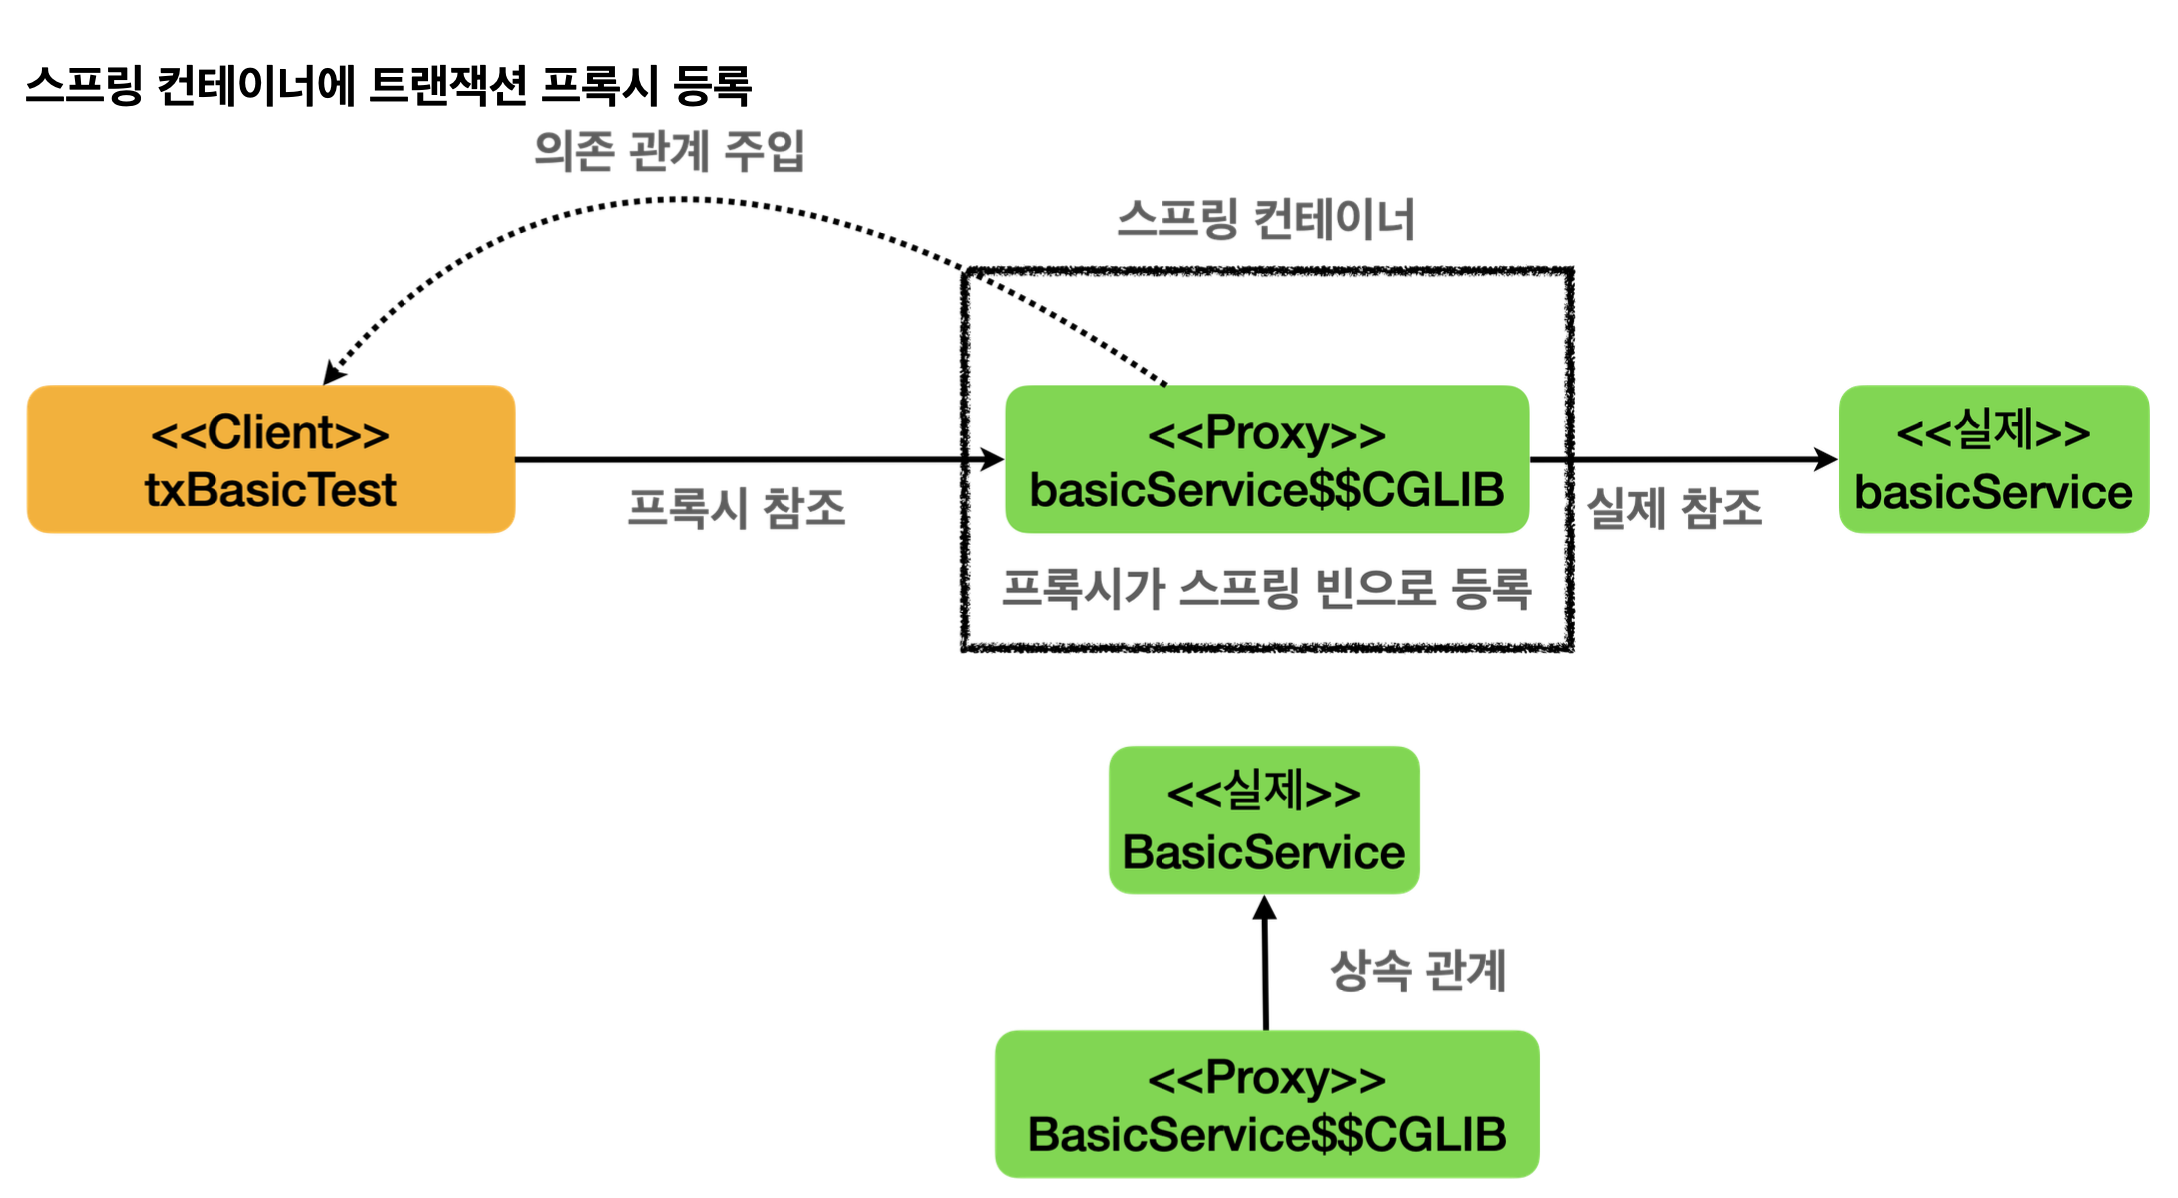 스프링 컨테이너에 트랜잭션 프록시 등록
의존 관계 주입
스프링 컨테이너
<<Client>>
txBasicTest
프록시 참조
<<Proxy>>
basicService$$CGLIB
프록시가 스프링 빈으로 등록
실제 참조
<<실제>>
basicService
<<실제>>
BasicService
상속 관계
<<Proxy>>
BasicService$$CGLIB